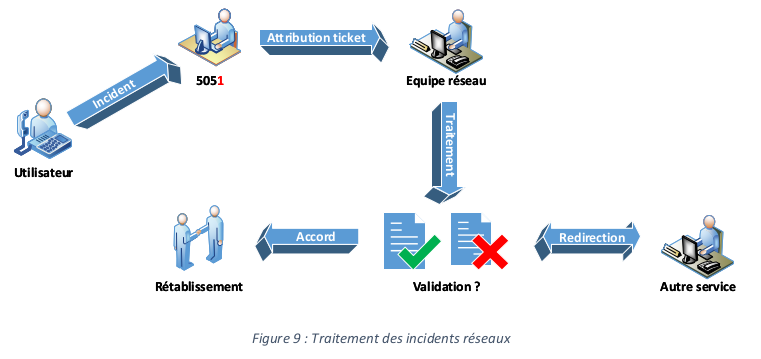 Incident
5051
Attribution ticket
Equipe réseau
Utilisateur
Traitement
Accord
Redirection
Rétablissement
Validation ?
Autre service
Figure 9 : Traitement des incidents réseaux